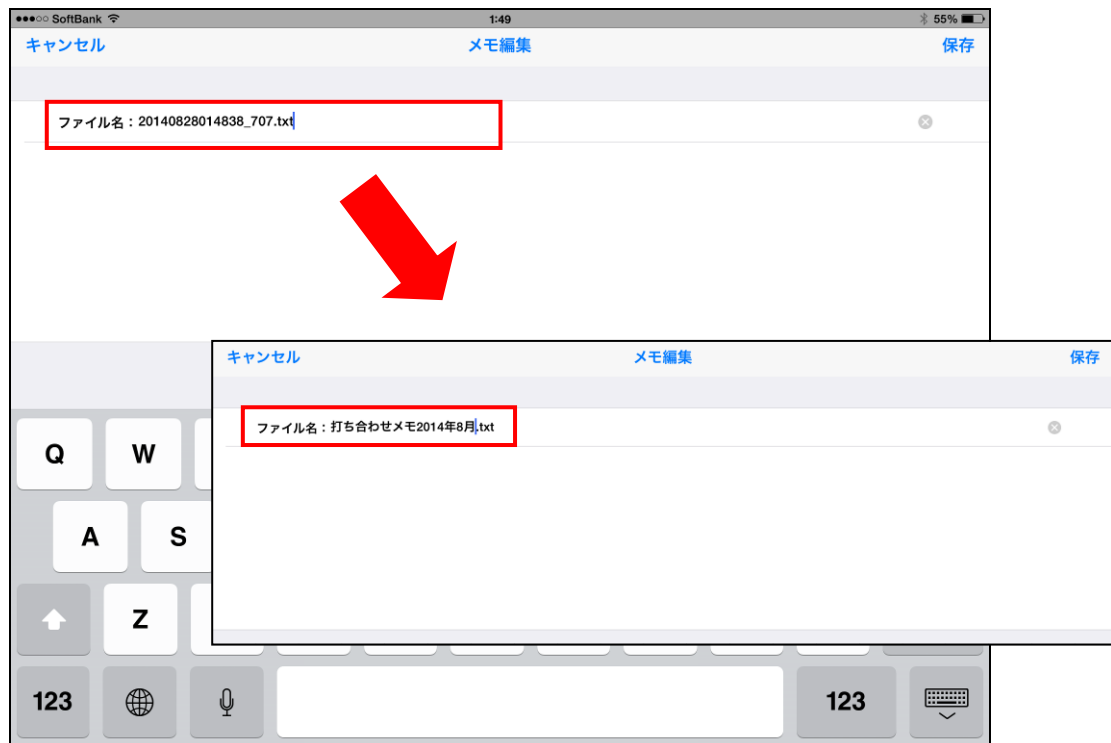 ●●●○○ SoftBank 1:49 55%
キャンセル メモ編集 保存
ファイル名：20140828014838_707.txt
キャンセル メモ編集 保存
ファイル名：打ち合わせメモ2014年8月.txt
Q W
A S
Z
123 123